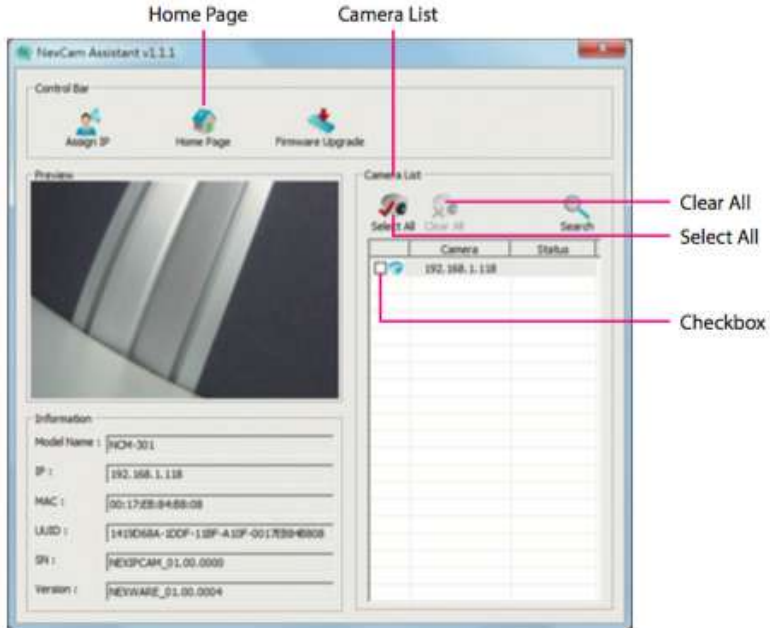 Home Page
Camera List
NexCam Assistant v1.1.1
Control Bar
Assign IP
Home Page
Firmware Upgrade
Preview
Camera List
Select All
Clear All
Search
Camera
Status
192.168.1.118
Clear All
Select All
Checkbox
Information
Model Name : NCM-301
IP : 192.168.1.118
MAC : 00:17:EB:84:B8:08
UUID :
SN : NEXIPCAM_01.00.0000
Version : NEXWARE_01.00.0004